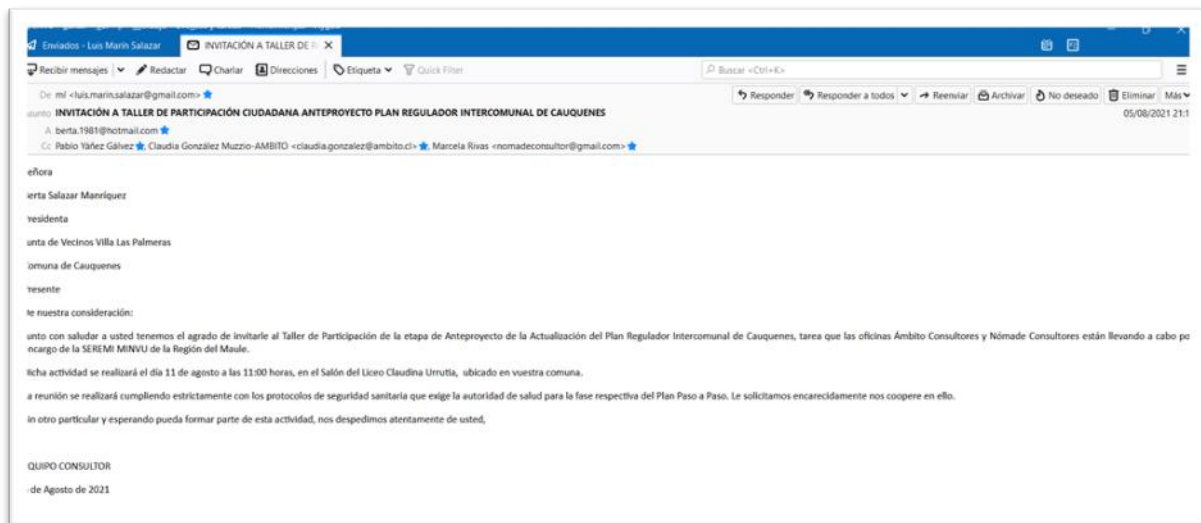 Enviados - Luis Marin Salazar INVITACIÓN A TALLER DE
Recibir mensajes Redactar Charlar Direcciones Etiqueta Quick Filter Buscar <Ctrl+K>
De ml <luis.marin.salazar@gmail.com> Responder Responder a todos Reenviar Archivar No deseado Eliminar Más
unto INVITACIÓN A TALLER DE PARTICIPACIÓN CIUDADANA ANTEPROYECTO PLAN REGULADOR INTERCOMUNAL DE CAUQUENES 05/08/2021 21:1
A berta.1981@hotmail.com
Cc Pablo Yáñez Gálvez, Claudia González Muzzio-AMBITO <claudia.gonzalez@ambito.cl>, Marcela Rivas <nomadeconsultor@gmail.com>
eñora
erta Salazar Manríquez
residenta
unta de Vecinos Villa Las Palmeras
omuna de Cauquenes
resente
e nuestra consideración:
unto con saludar a usted tenemos el agrado de invitarle al Taller de Participación de la etapa de Anteproyecto de la Actualización del Plan Regulador Intercomunal de Cauquenes, tarea que las oficinas Ámbito Consultores y Nómade Consultores están llevando a cabo po
ncargo de la SEREMI MINVU de la Región del Maule.
icha actividad se realizará el día 11 de agosto a las 11:00 horas, en el Salón del Liceo Claudina Urrutia, ubicado en vuestra comuna.
a reunión se realizará cumpliendo estrictamente con los protocolos de seguridad sanitaria que exige la autoridad de salud para la fase respectiva del Plan Paso a Paso. Le solicitamos encarecidamente nos coopere en ello.
in otro particular y esperando pueda formar parte de esta actividad, nos despedimos atentamente de usted,
QUIPO CONSULTOR
de Agosto de 2021